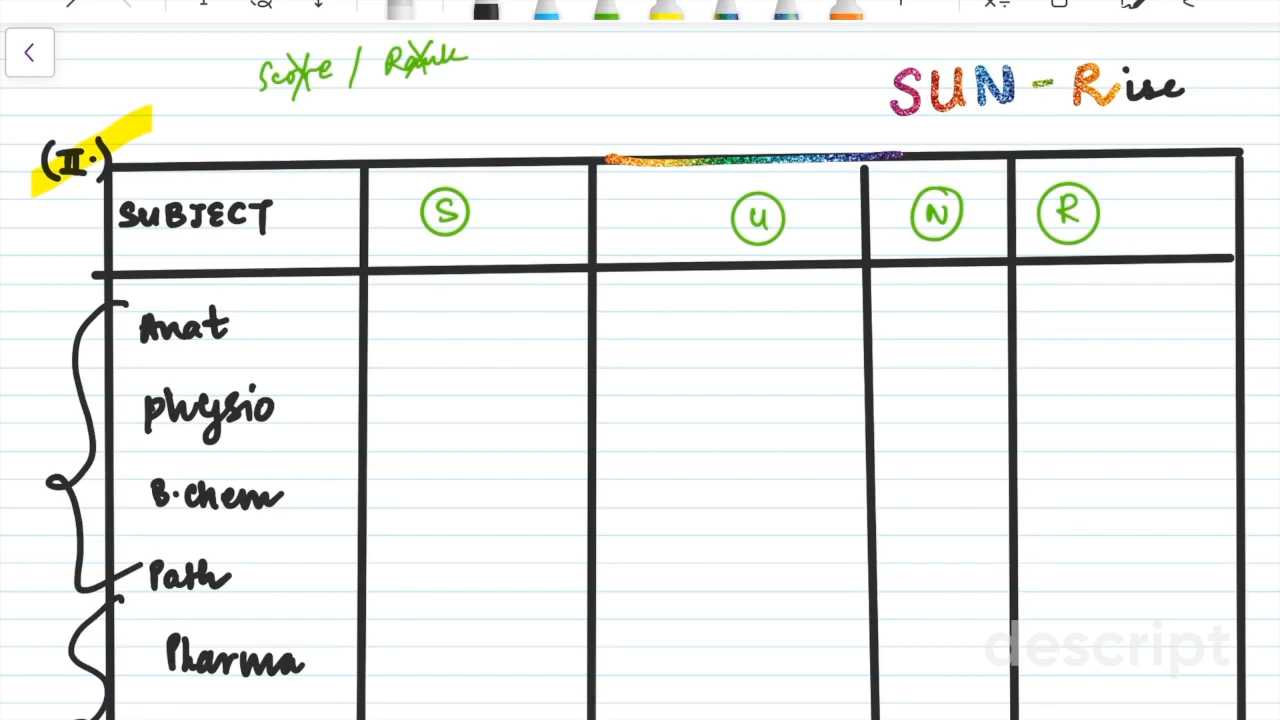 Score / Rank
SUN - Rise
(II.)
SUBJECT S U N R
Anat
Physio
B.Chem
Path
Pharma
descript